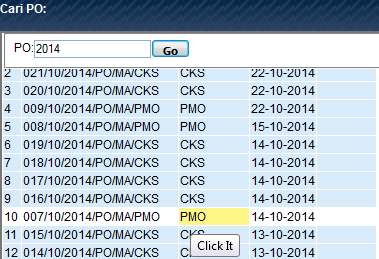 Cari PO:
PO: 2014 Go
2 021/10/2014/PO/MA/CKS CKS 22-10-2014
3 020/10/2014/PO/MA/CKS CKS 22-10-2014
4 009/10/2014/PO/MA/PMO PMO 22-10-2014
5 008/10/2014/PO/MA/PMO PMO 15-10-2014
6 019/10/2014/PO/MA/CKS CKS 14-10-2014
7 018/10/2014/PO/MA/CKS CKS 14-10-2014
8 017/10/2014/PO/MA/CKS CKS 14-10-2014
9 016/10/2014/PO/MA/CKS CKS 14-10-2014
10 007/10/2014/PO/MA/PMO PMO 14-10-2014
11 015/10/2014/PO/MA/CKS CKS 13-10-2014
Click It
12 014/10/2014/PO/MA/CKS CKS 13-10-2014